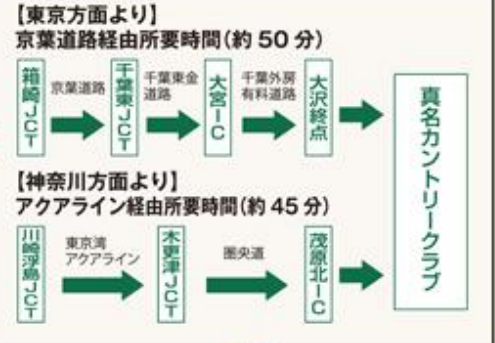 【東京方面より】
京葉道路経由所要時間(約50分)
箱崎JCT
京葉道路
千葉東JCT
千葉東金
道路
大宮IC
千葉外房
有料道路
大沢終点
真名カントリークラブ
【神奈川方面より】
アクアライン経由所要時間(約45分)
川崎浮島JCT
東京湾
アクアライン
木更津JCT
圏央道
茂原北IC